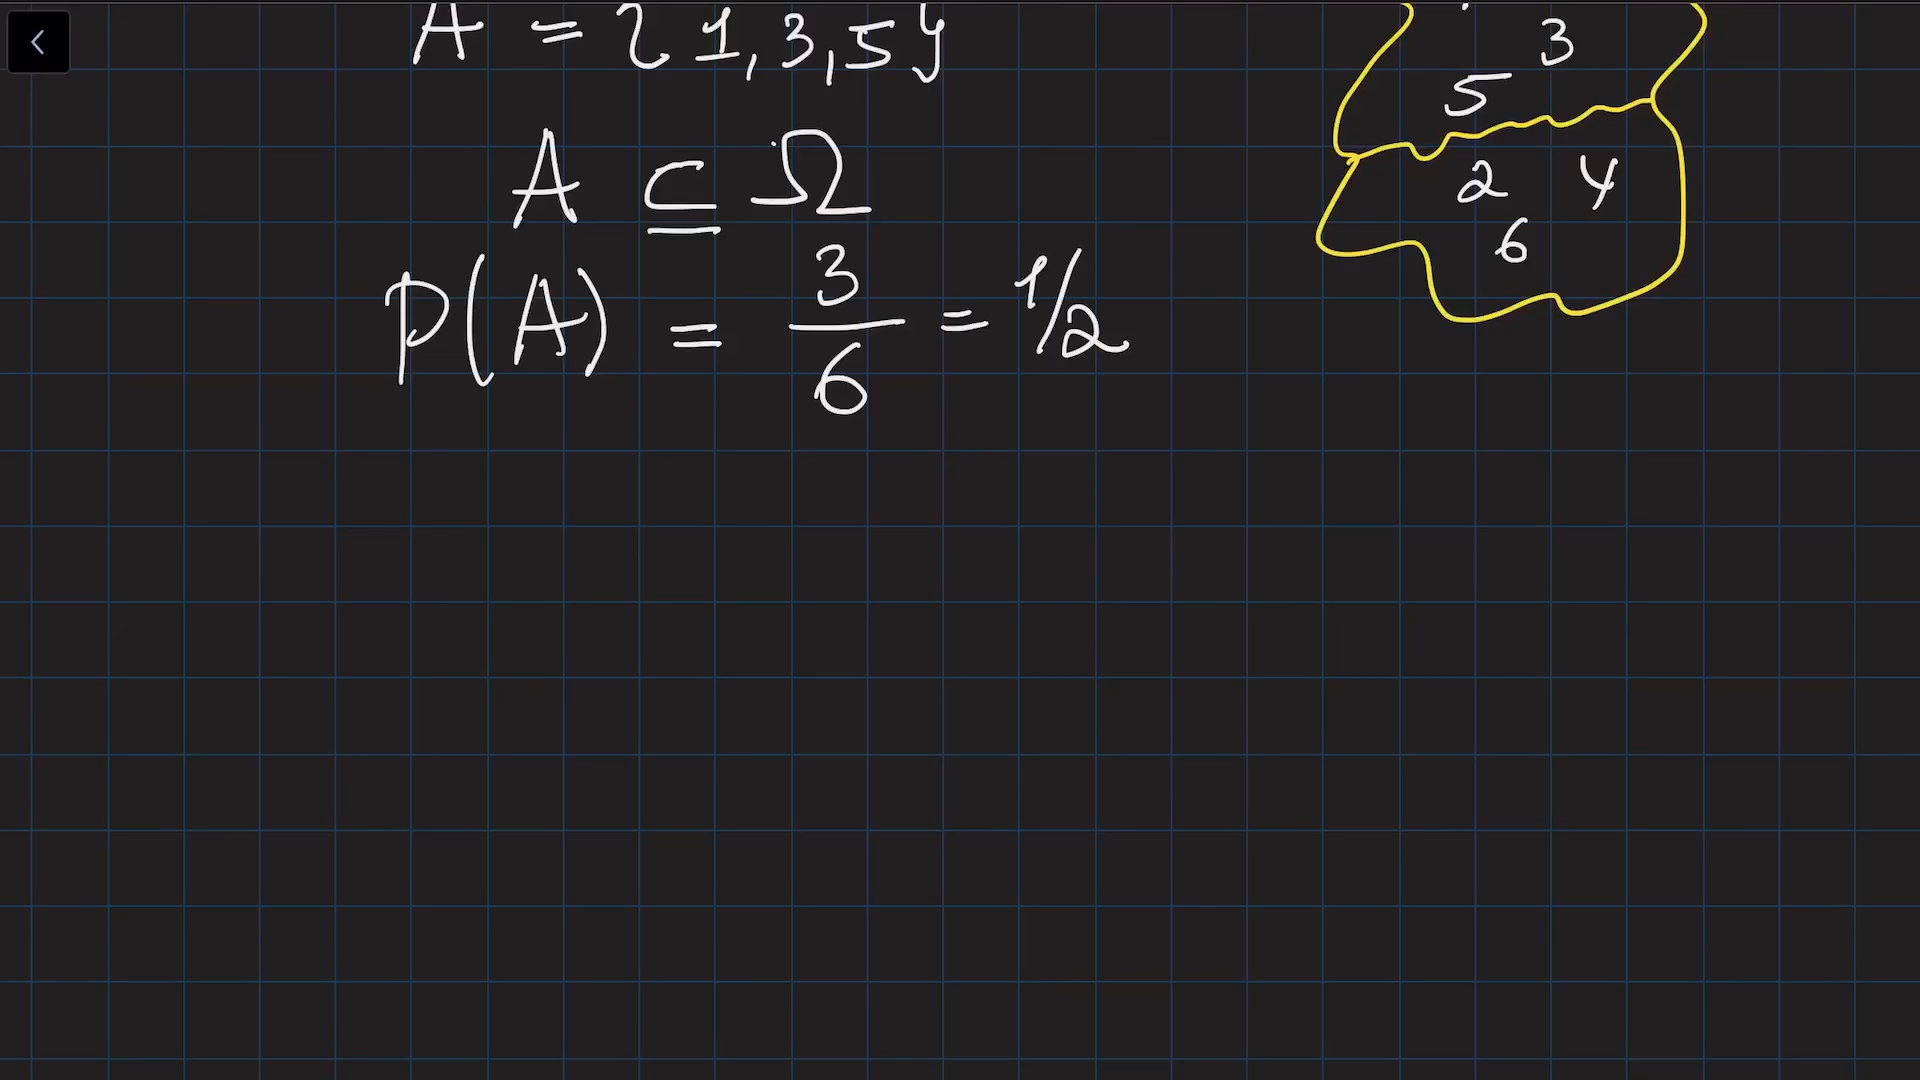 A = {1,3,5}
A ⊆ Ω
P(A) = 3/6 = 1/2
3
5
2 4
6